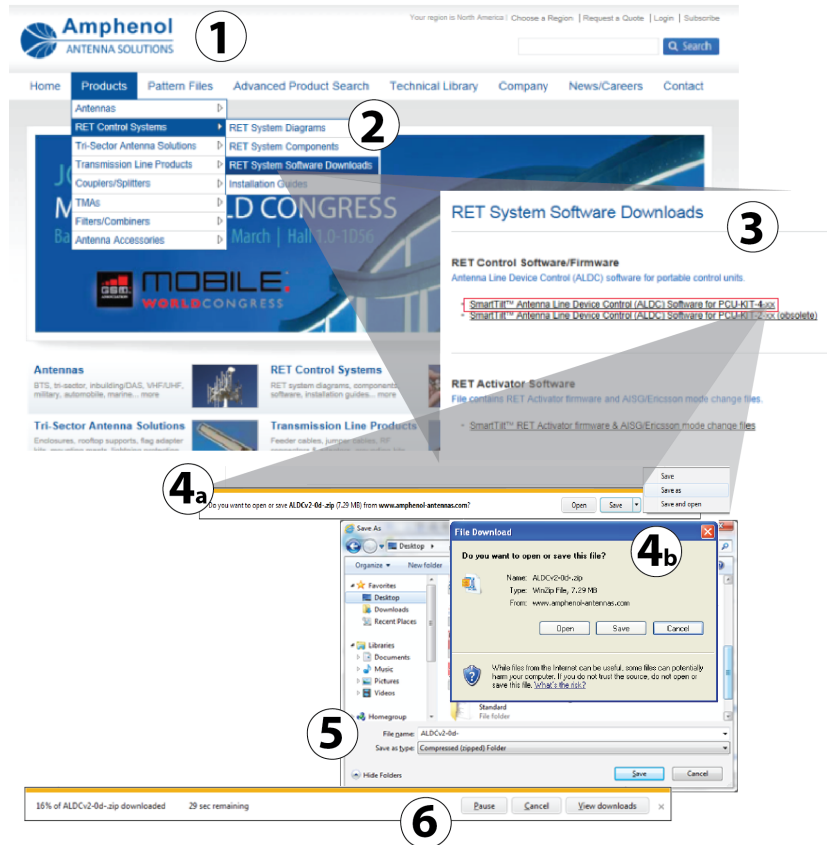 Amphenol
ANTENNA SOLUTIONS
1
Your region is North America | Choose a Region | Request a Quote | Login | Subscribe
Search
Home Products Pattern Files Advanced Product Search Technical Library Company News/Careers Contact
Antennas
RET Control Systems
Tri-Sector Antenna Solutions
Transmission Line Products
Couplers/Splitters
TMAs
Filters/Combiners
Antenna Accessories
2
RET System Diagrams
RET System Components
RET System Software Downloads
Installation Guides
LD CONGRESS
March | Hall 1.0-1D56
GSM
MOBILE
WORLDCONGRESS
3
RET System Software Downloads
RET Control Software/Firmware
Antenna Line Device Control (ALDC) software for portable control units.
- SmartTilt™ Antenna Line Device Control (ALDC) Software for PCU-KIT-4-xx
- SmartTilt™ Antenna Line Device Control (ALDC) Software for PCU-KIT-2-xx (obsolete)
RET Activator Software
File contains RET Activator firmware and AISG/Ericsson mode change files.
- SmartTilt™ RET Activator firmware & AISG/Ericsson mode change files
Antennas
BTS, tri-sector, inbuilding/DAS, VHF/UHF,
military, automobile, marine... more
RET Control Systems
RET system diagrams, components,
software, installation guides... more
Tri-Sector Antenna Solutions
Enclosures, rooftop supports, flag adapter
Transmission Line Products
Feeder cables, jumper cables, RF
4a
Do you want to open or save ALDCv2-0d-.zip (7.29 MB) from www.amphenol-antennas.com?
Open Save
Save
Save as
Save and open
Save As
Desktop
Organize New folder
Favorites
Desktop
Downloads
Recent Places
Libraries
Documents
Music
Pictures
Videos
Homegroup
Standard
File folder
4b
File Download
Do you want to open or save this file?
Name: ALDCv2-0d-.zip
Type: WinZip File, 7.29 MB
From: www.amphenol-antennas.com
Open Save Cancel
While files from the Internet can be useful, some files can potentially
harm your computer. If you do not trust the source, do not open or
save this file. What's the risk?
5
File name: ALDCv2-0d-
Save as type: Compressed (zipped) Folder
Hide Folders
Save Cancel
6
16% of ALDCv2-0d-.zip downloaded 29 sec remaining
Pause Cancel View downloads ×